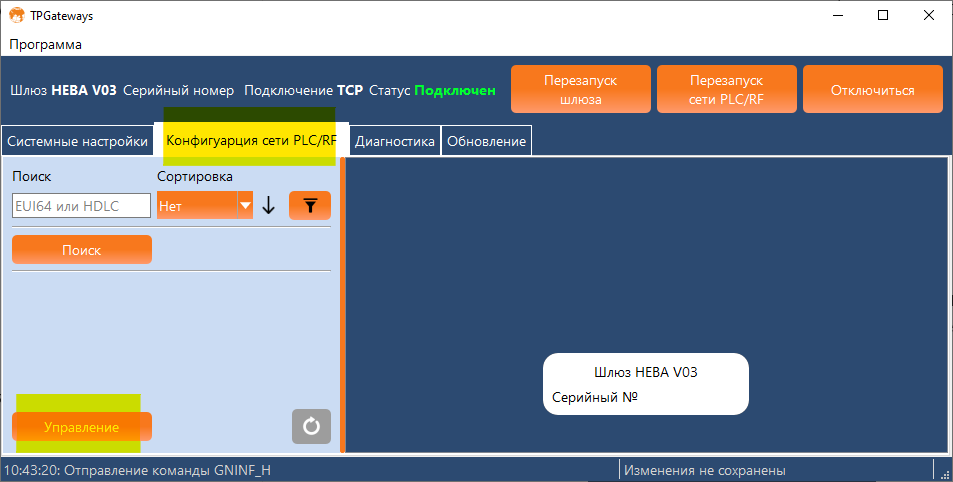 TPGateways
Программа
Шлюз НЕВА V03 Серийный номер Подключение TCP Статус Подключен
Перезапуск
шлюза
Перезапуск
сети PLC/RF
Отключиться
Системные настройки
Конфигуарция сети PLC/RF
Диагностика
Обновление
Поиск
Сортировка
EUI64 или HDLC
Нет
Поиск
Шлюз НЕВА V03
Серийный №
Управление
10:43:20: Отправление команды GNINF_H
Изменения не сохранены